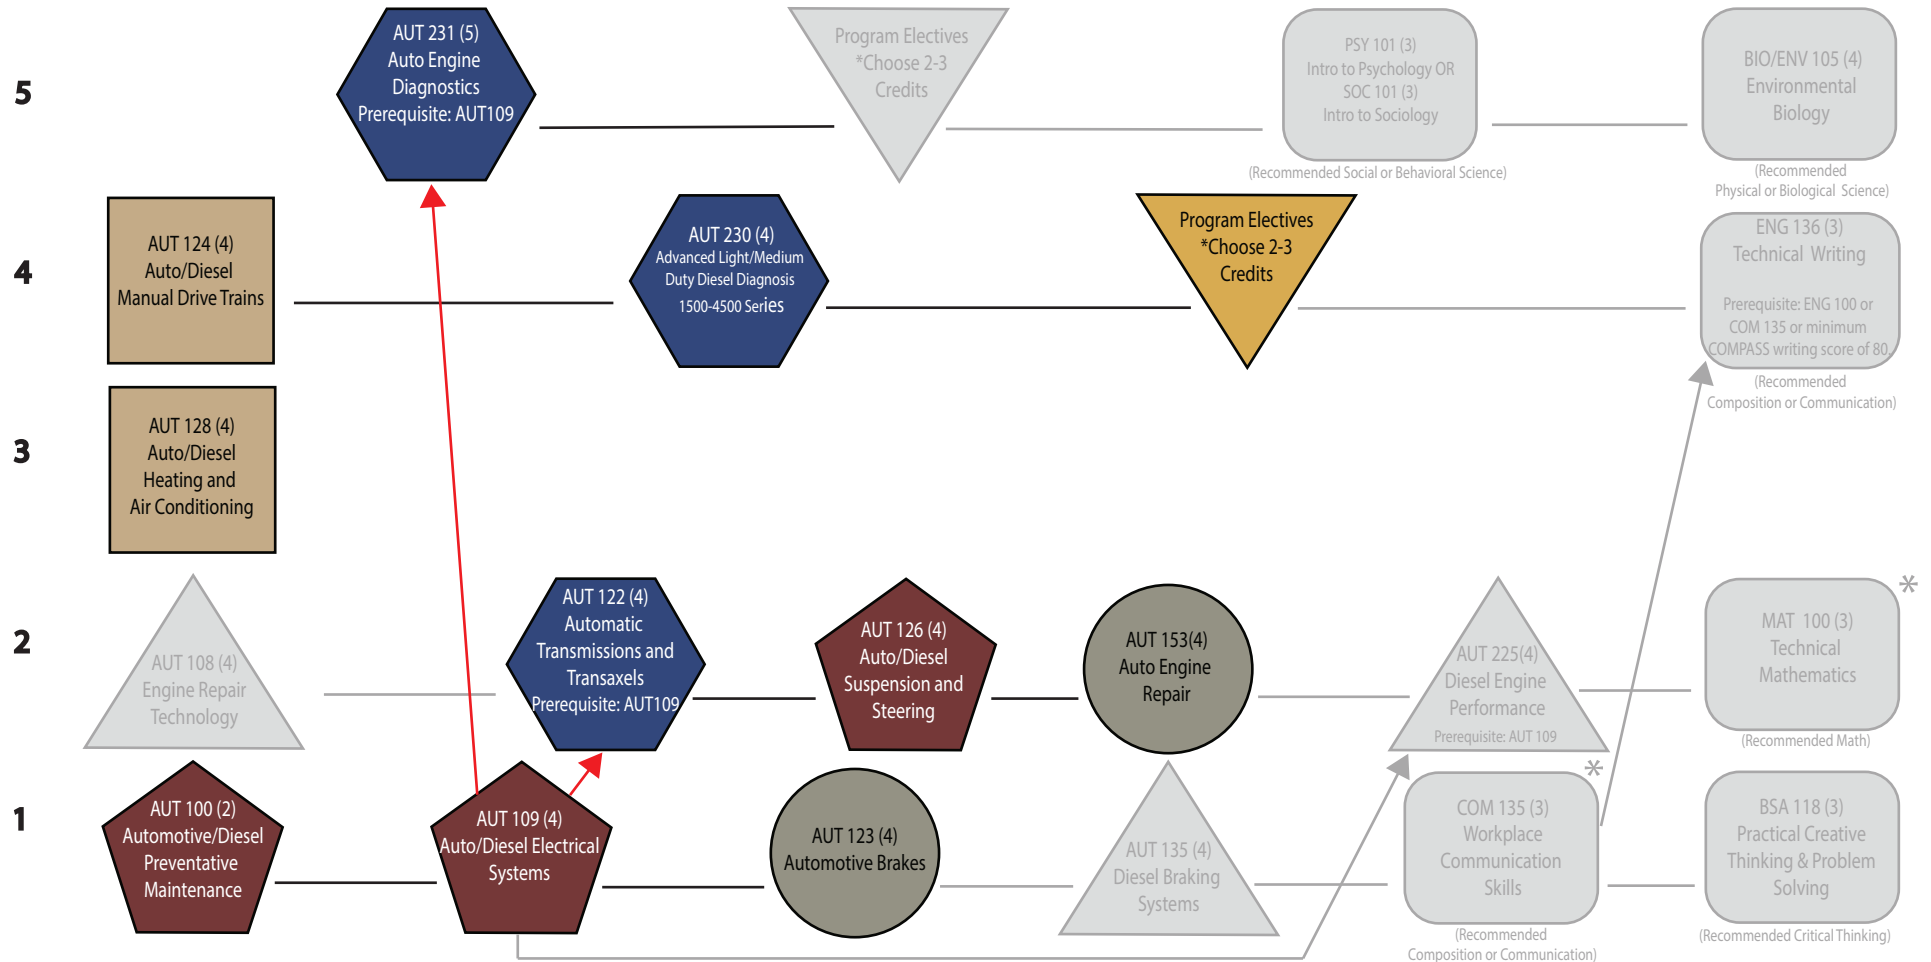 5
AUT 231 (5)
Auto Engine
Diagnostics
Prerequisite: AUT109
Program Electives
*Choose 2-3
Credits
PSY 101 (3)
Intro to Psychology OR
SOC 101 (3)
Intro to Sociology
(Recommended Social or Behavioral Science)
BIO/ENV 105 (4)
Environmental
Biology
(Recommended
Physical or Biological Science)
4
AUT 124 (4)
Auto/Diesel
Manual Drive Trains
AUT 230 (4)
Advanced Light/Medium
Duty Diesel Diagnosis
1500-4500 Series
Program Electives
*Choose 2-3
Credits
ENG 136 (3)
Technical Writing
Prerequisite: ENG 100 or
COM 135 or minimum
COMPASS writing score of 80.
(Recommended
Composition or Communication)
3
AUT 128 (4)
Auto/Diesel
Heating and
Air Conditioning
2
AUT 108 (4)
Engine Repair
Technology
AUT 122 (4)
Automatic
Transmissions and
Transaxels
Prerequisite: AUT109
AUT 126 (4)
Auto/Diesel
Suspension and
Steering
AUT 153(4)
Auto Engine
Repair
AUT 225(4)
Diesel Engine
Performance
Prerequisite: AUT 109
*
MAT 100 (3)
Technical
Mathematics
(Recommended Math)
1
AUT 100 (2)
Automotive/Diesel
Preventative
Maintenance
AUT 109 (4)
Auto/Diesel Electrical
Systems
AUT 123 (4)
Automotive Brakes
AUT 135 (4)
Diesel Braking
Systems
*
COM 135 (3)
Workplace
Communication
Skills
(Recommended
Composition or Communication)
BSA 118 (3)
Practical Creative
Thinking & Problem
Solving
(Recommended Critical Thinking)